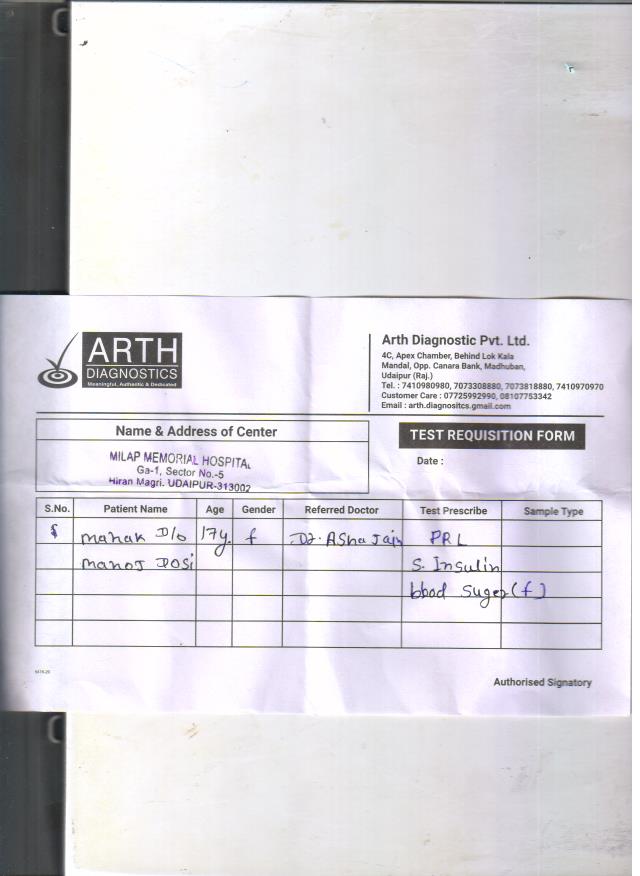 ARTH
DIAGNOSTICS
Meaningful, Authentic & Dedicated
Arth Diagnostic Pvt. Ltd.
4C, Apex Chamber, Behind Lok Kala
Mandal, Opp. Canara Bank, Madhuban,
Udaipur (Raj.)
Tel. : 7410980980, 7073308880, 7073818880, 7410970970
Customer Care : 07725992990, 08107753342
Email : arth.diagnositcs.gmail.com
Name & Address of Center
MILAP MEMORIAL HOSPITAL
Ga-1, Sector No.-5
Hiran Magri. UDAIPUR-313002
TEST REQUISITION FORM
Date :
S.No. Patient Name Age Gender Referred Doctor Test Prescribe Sample Type
Mahak D/o 17y. f Dr. Asha Jain PRL
Manoj Dosi S. Insulin
blood suger (f)
Authorised Signatory